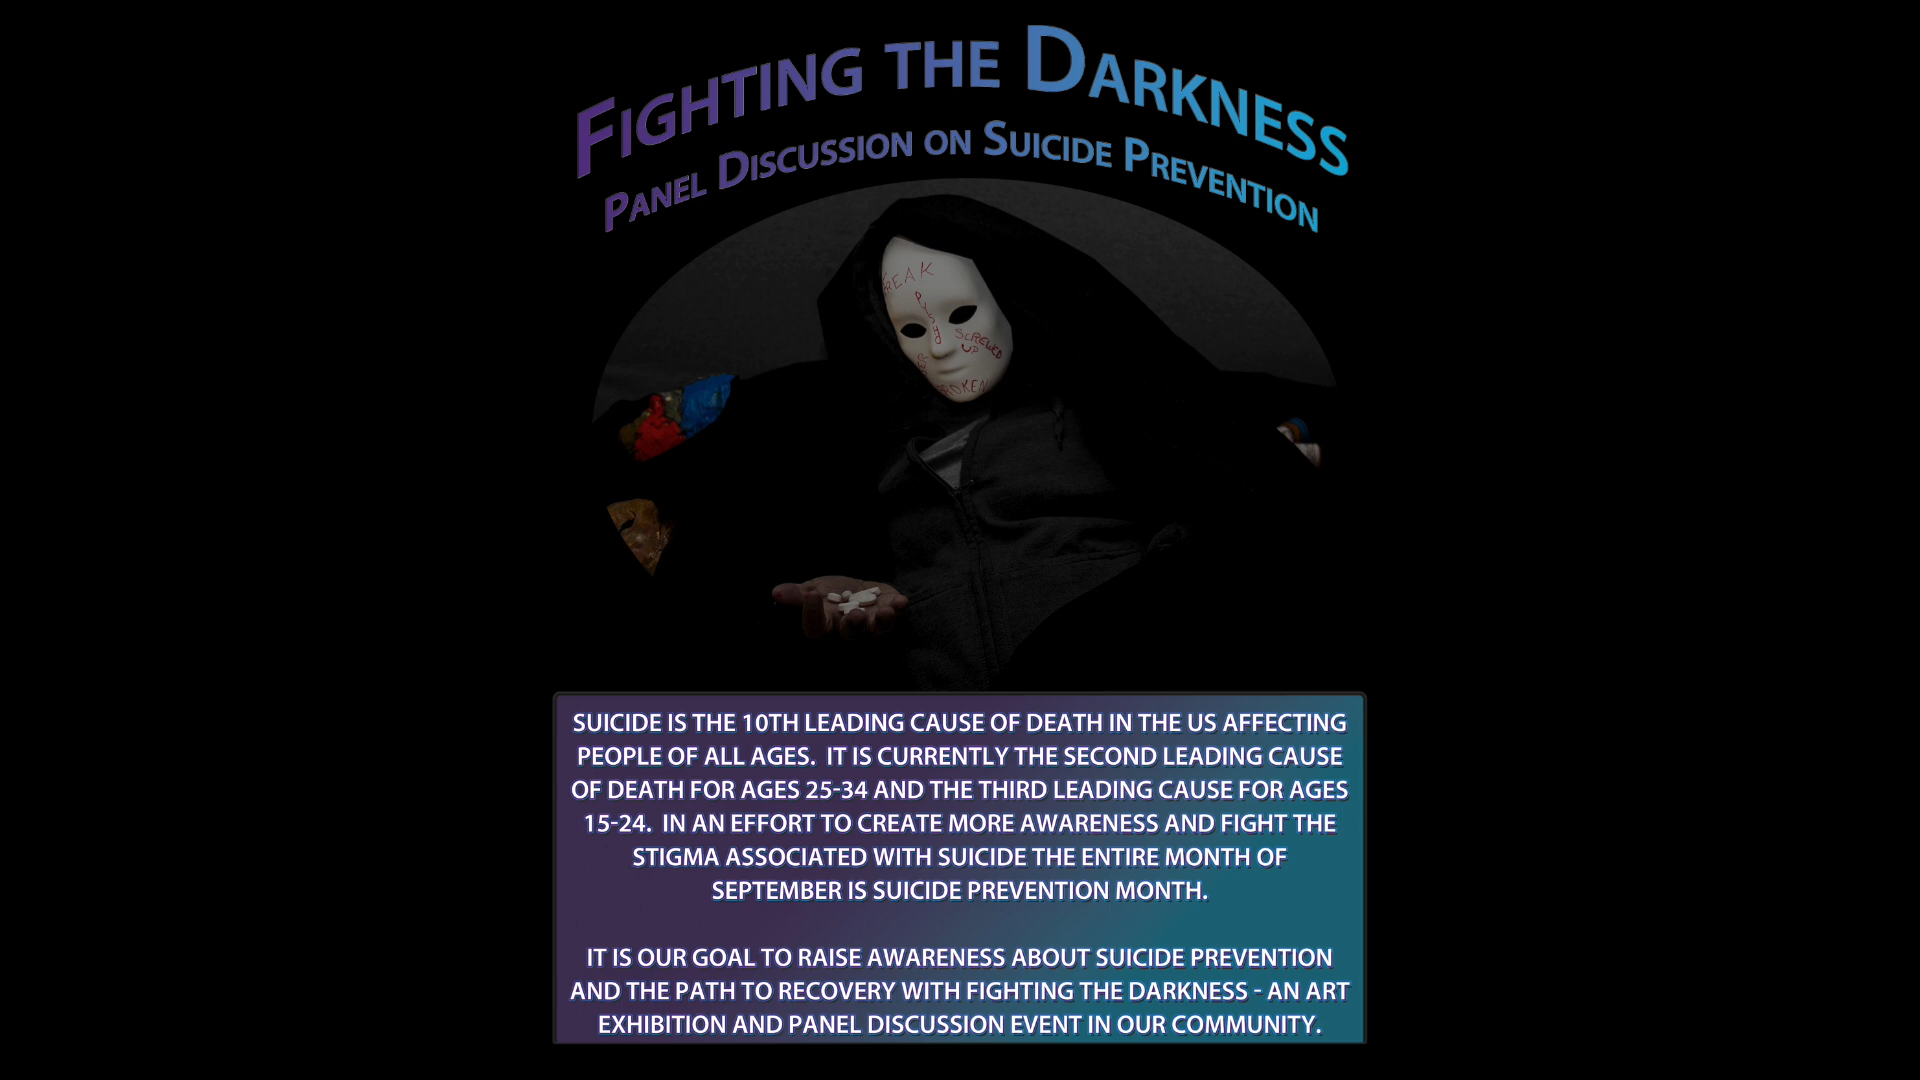 Fighting the Darkness
Panel Discussion on Suicide Prevention
SCREWED
UP
SUICIDE IS THE 10TH LEADING CAUSE OF DEATH IN THE US AFFECTING
PEOPLE OF ALL AGES. IT IS CURRENTLY THE SECOND LEADING CAUSE
OF DEATH FOR AGES 25-34 AND THE THIRD LEADING CAUSE FOR AGES
15-24. IN AN EFFORT TO CREATE MORE AWARENESS AND FIGHT THE
STIGMA ASSOCIATED WITH SUICIDE THE ENTIRE MONTH OF
SEPTEMBER IS SUICIDE PREVENTION MONTH.
IT IS OUR GOAL TO RAISE AWARENESS ABOUT SUICIDE PREVENTION
AND THE PATH TO RECOVERY WITH FIGHTING THE DARKNESS - AN ART
EXHIBITION AND PANEL DISCUSSION EVENT IN OUR COMMUNITY.